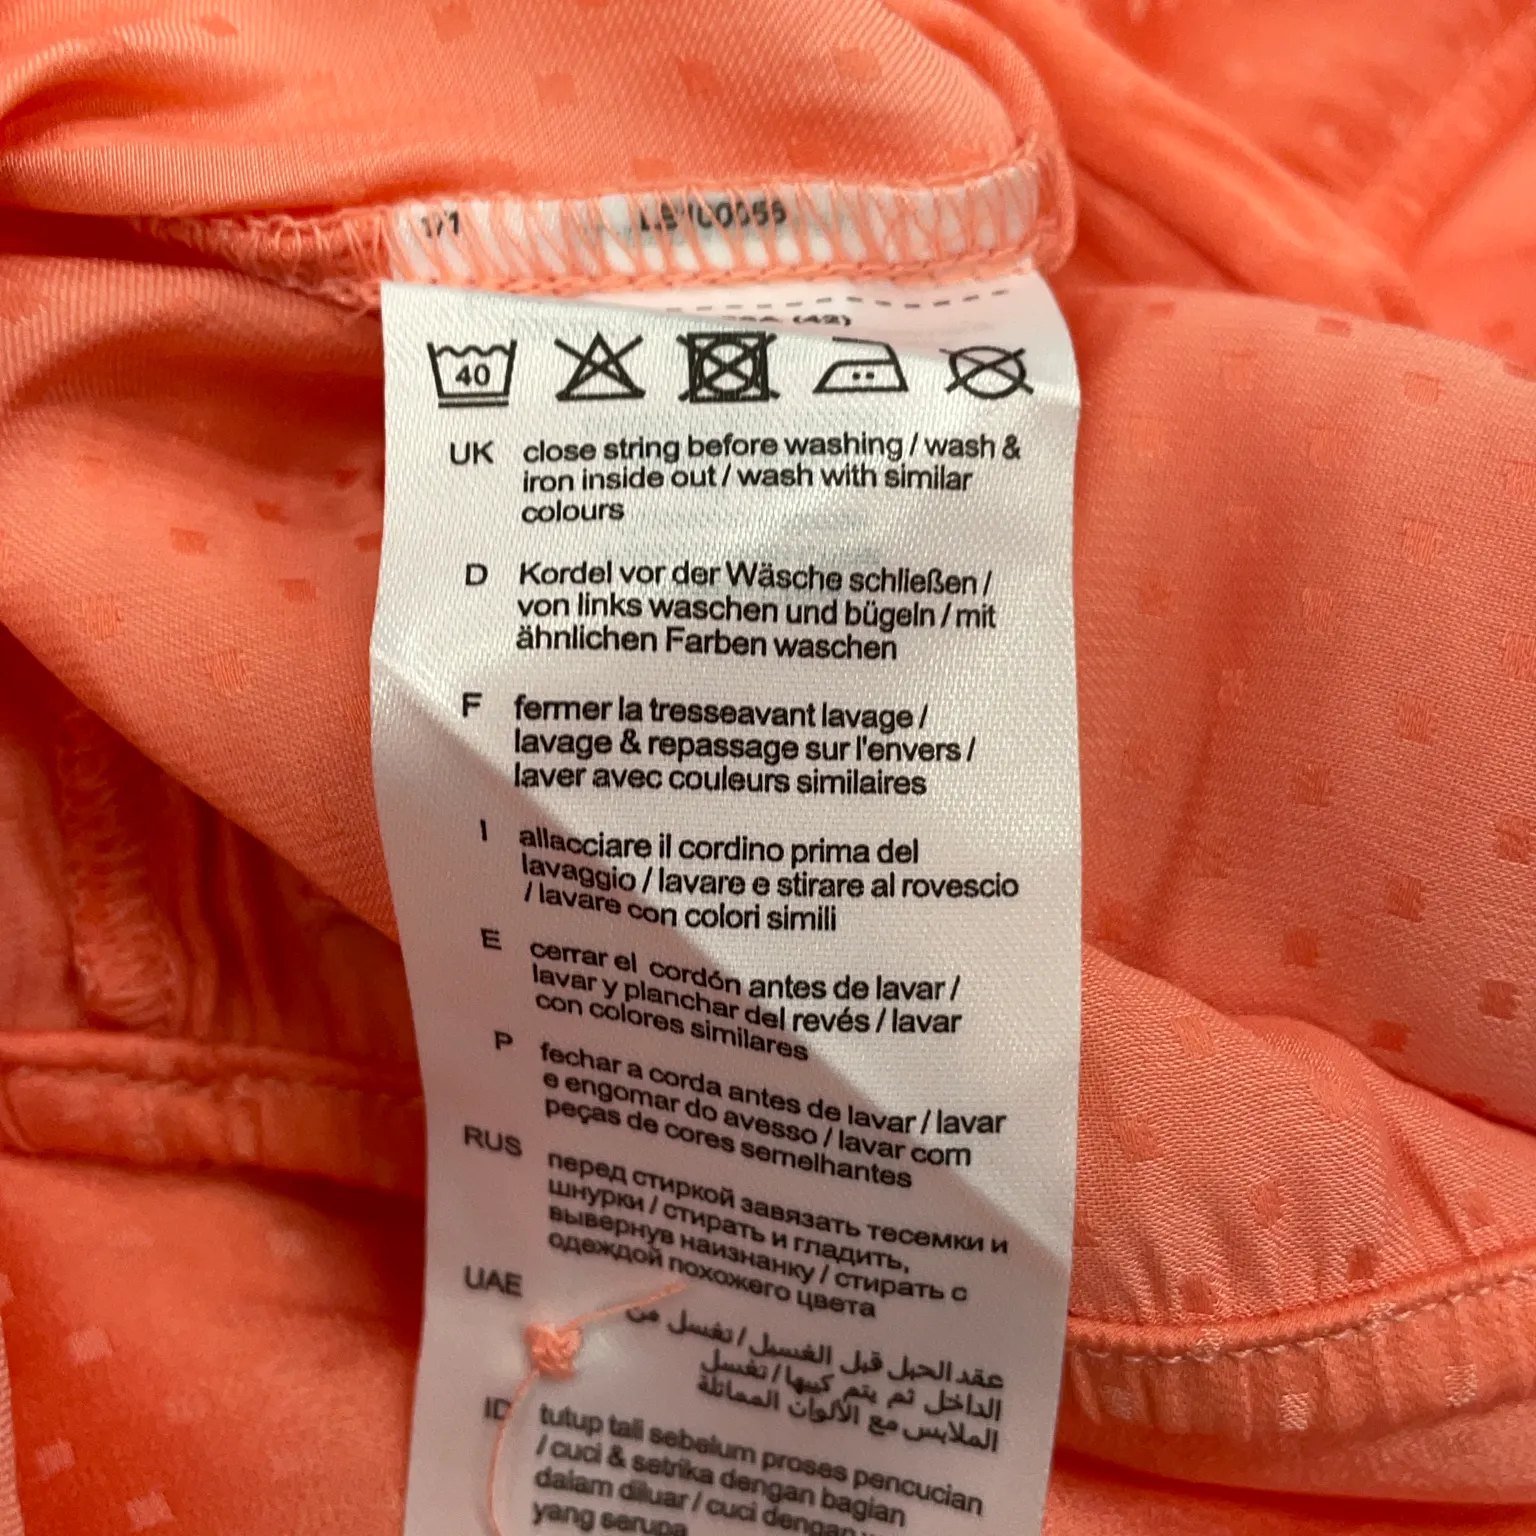 1/1
(42)
40
UK close string before washing / wash &
iron inside out / wash with similar
colours
D Kordel vor der Wäsche schließen /
von links waschen und bügeln / mit
ähnlichen Farben waschen
F fermer la tresseavant lavage /
lavage & repassage sur l'envers /
laver avec couleurs similaires
I allacciare il cordino prima del
lavaggio / lavare e stirare al rovescio
/ lavare con colori simili
E cerrar el cordón antes de lavar /
lavar y planchar del revés / lavar
con colores similares
P fechar a corda antes de lavar / lavar
e engomar do avesso / lavar com
peças de cores semelhantes
RUS перед стиркой завязать тесемки и
шнурки / стирать и гладить,
вывернув наизнанку / стирать с
одеждой похожего цвета
UAE
عقد الحبل قبل الغسيل / تغسل من
الداخل ثم يتم كييها / تغسل
الملابس مع الألوان المماثلة
ID tutup tali sebelum proses pencucian
/ cuci & setrika dengan bagian
dalam diluar / cuci dengan
yang serupa